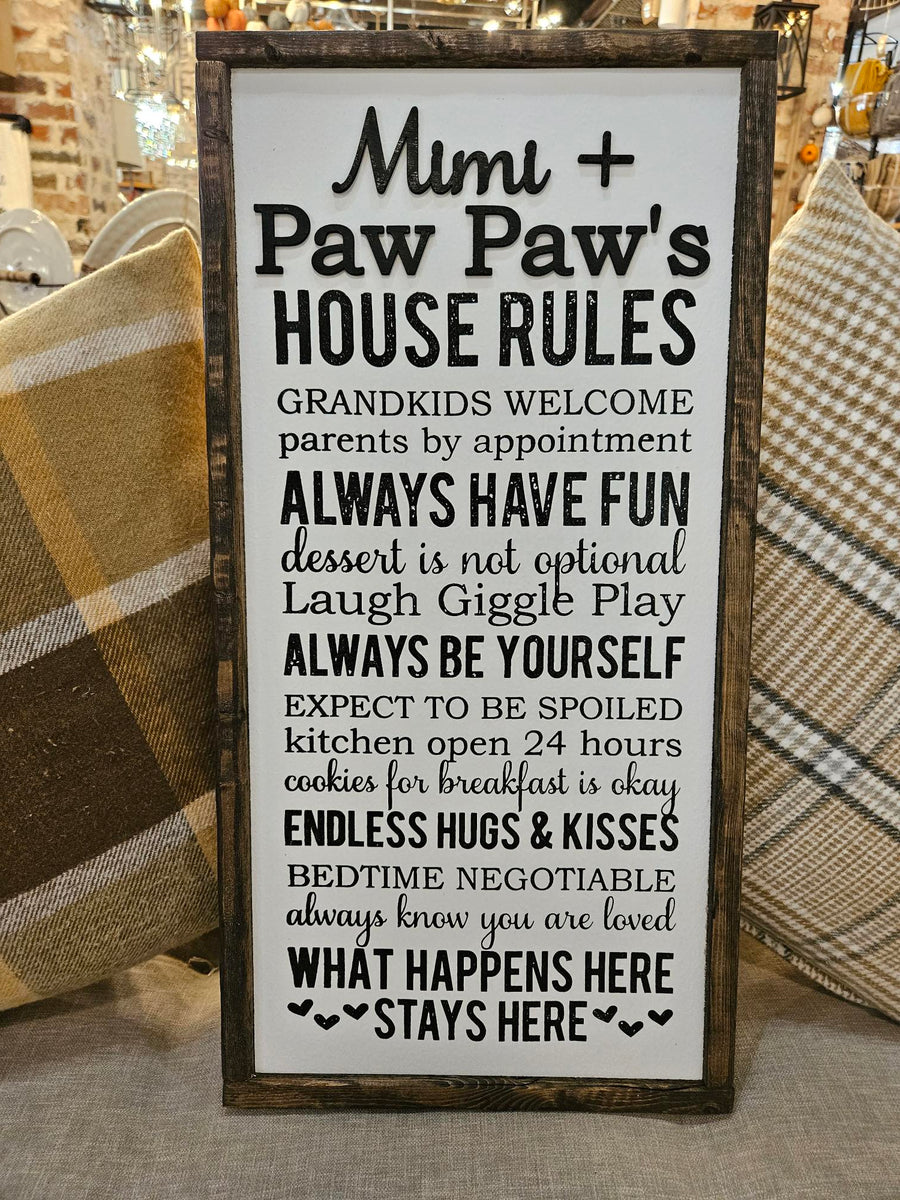 Mimi +
Paw Paw's
HOUSE RULES
GRANDKIDS WELCOME
parents by appointment
ALWAYS HAVE FUN
dessert is not optional
Laugh Giggle Play
ALWAYS BE YOURSELF
EXPECT TO BE SPOILED
kitchen open 24 hours
cookies for breakfast is okay
ENDLESS HUGS & KISSES
BEDTIME NEGOTIABLE
always know you are loved
WHAT HAPPENS HERE
STAYS HERE